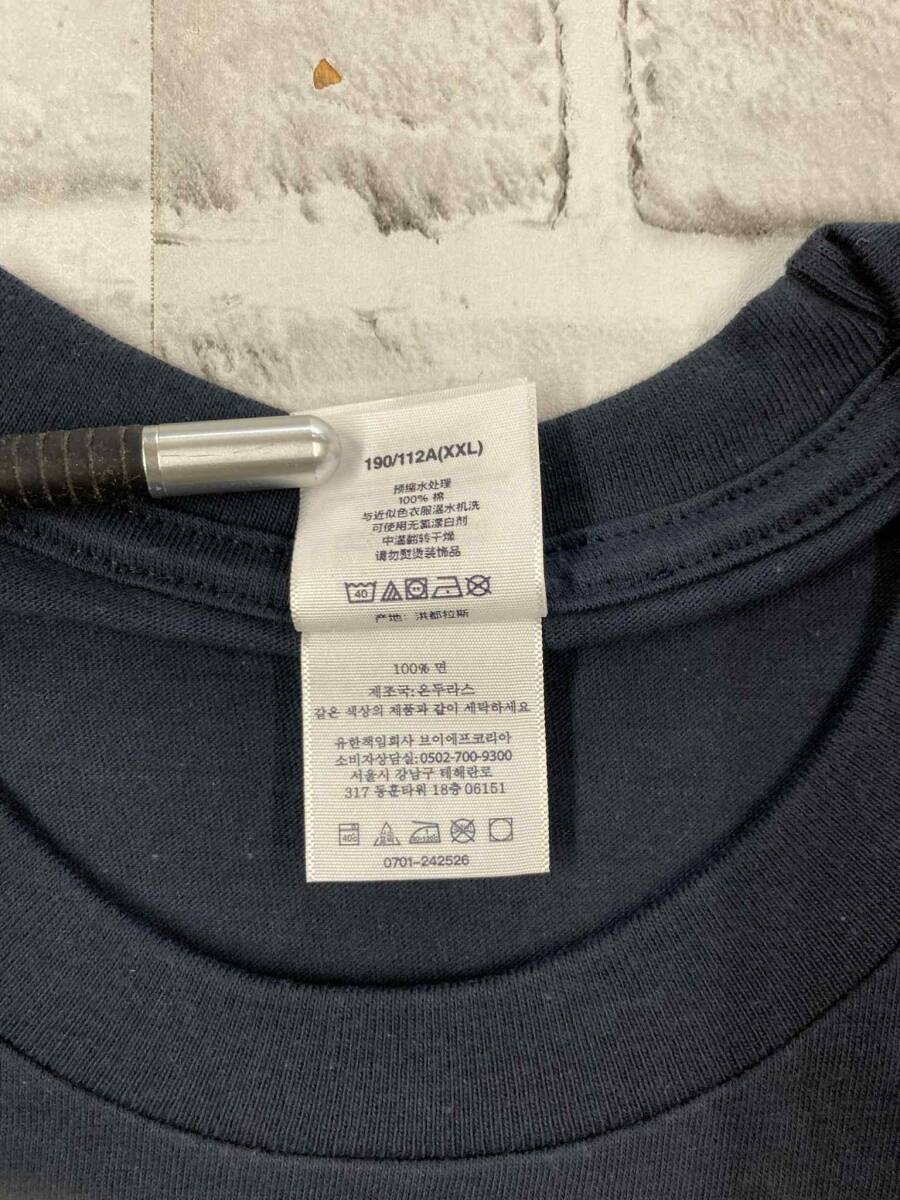 190/112A(XXL)
预缩水处理
100% 棉
与近似色衣服温水机洗
可使用无氯漂白剂
中温翻转干燥
请勿熨烫装饰品
40
产地: 洪都拉斯
100% 면
제조국:온두라스
같은 색상의 제품과 같이 세탁하세요
유한책임회사 브이에프코리아
소비자상담실:0502-700-9300
서울시 강남구 테헤란로
317 동훈타워 18층 06151
0701-242526